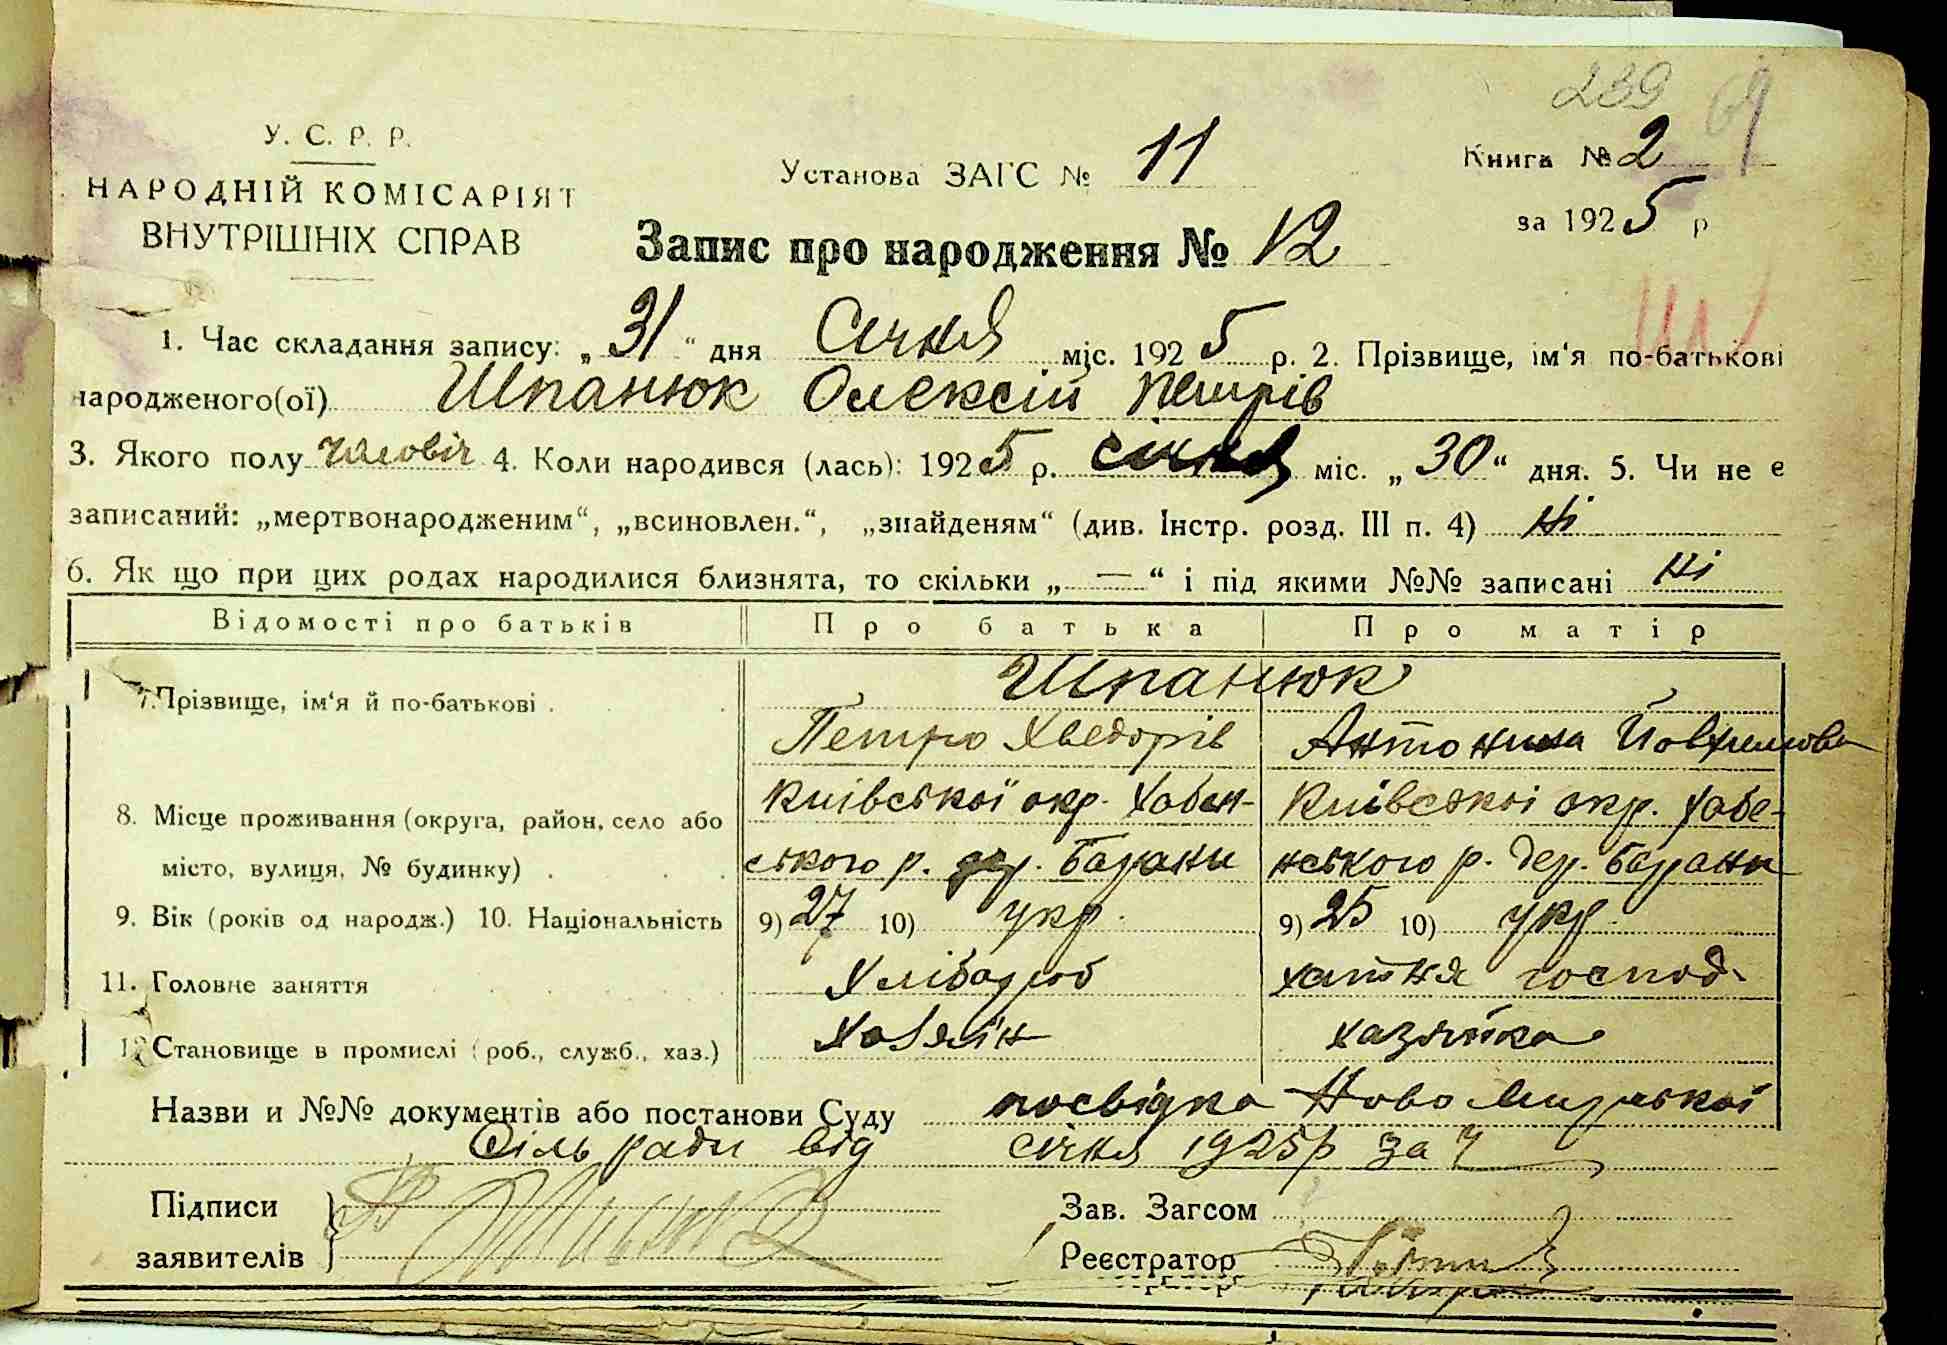 239
У. С. Р. Р.
НАРОДНІЙ КОМІСАРІЯТ
ВНУТРІШНІХ СПРАВ
Установа ЗАГС № 11
Книга № 2
за 1925 р
Запис про народження № 12
1. Час складання запису: „31“ дня Січня міс. 1925 р. 2. Прізвище, ім‘я по-батькові
народженого(ої) Шпанюк Олексій Петрів
3. Якого полу чоловіч 4. Коли народився (лась): 1925 р. січня міс. „30“ дня. 5. Чи не є
записаний: „мертвонародженим“, „всиновлен.“, „знайденям“ (див. Інстр. розд. III п. 4) Ні
6. Як що при цих родах народилися близнята, то скільки „—“ і під якими №№ записані ні
Відомості про батьків Про батька Про матір
7. Прізвище, ім‘я й по-батькові . Шпанюк
Петро Хведорів Антонина
8. Місце проживання (округа, район, село або Київської окр. Хабен- Київської окр. Хабе-
місто, вулиця, № будинку) . ського р. дер. Барани нського р. дер. Барани
9. Вік (років од народж.) 10. Національність 9) 27 10) укр. 9) 25 10) укр.
11. Головне заняття Хлібороб хатня господ.
12 Становище в промислі (роб., служб., хаз.) Хазяїн хазяйка
Назви и №№ документів або постанови Суду посвідка Ново Мирської
Сільради від січня 1925р за Ч
Підписи
заявителів
Зав. Загсом
Реєстратор